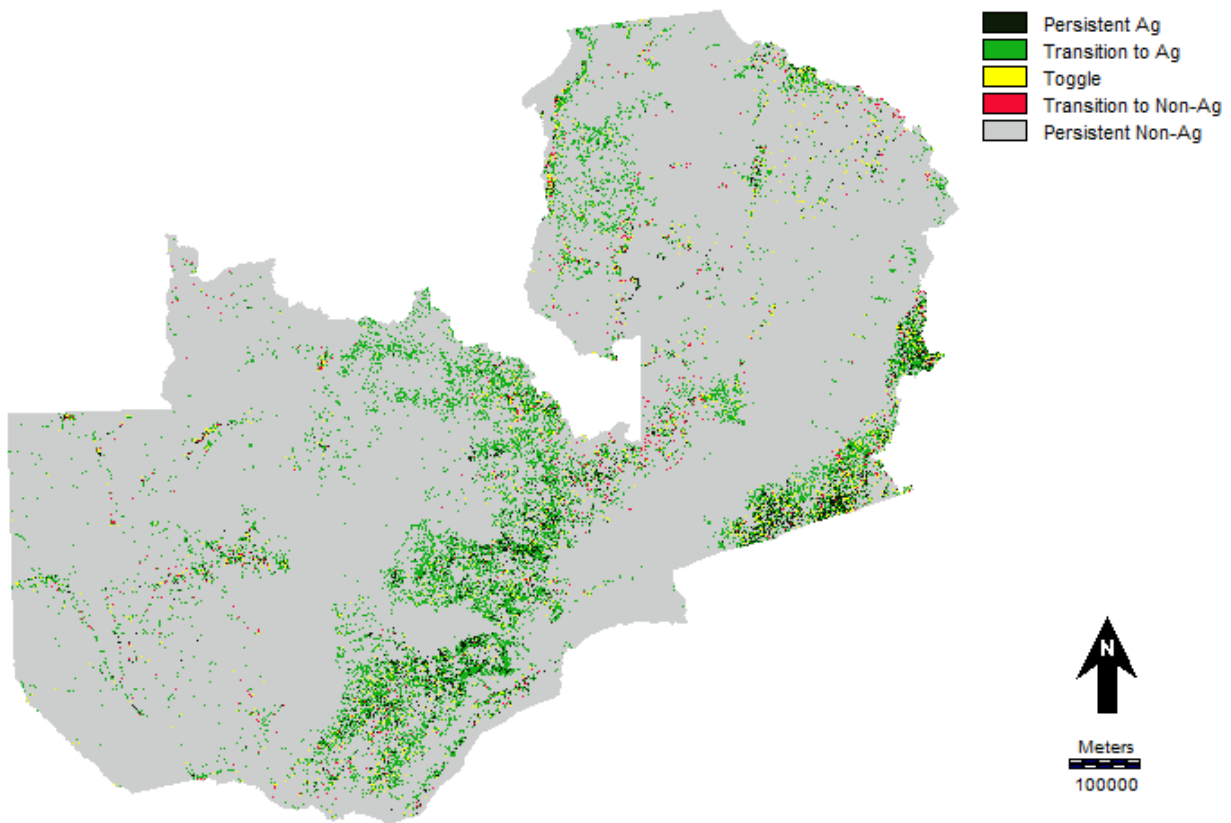 Persistent Ag
Transition to Ag
Toggle
Transition to Non-Ag
Persistent Non-Ag
N
Meters
100000